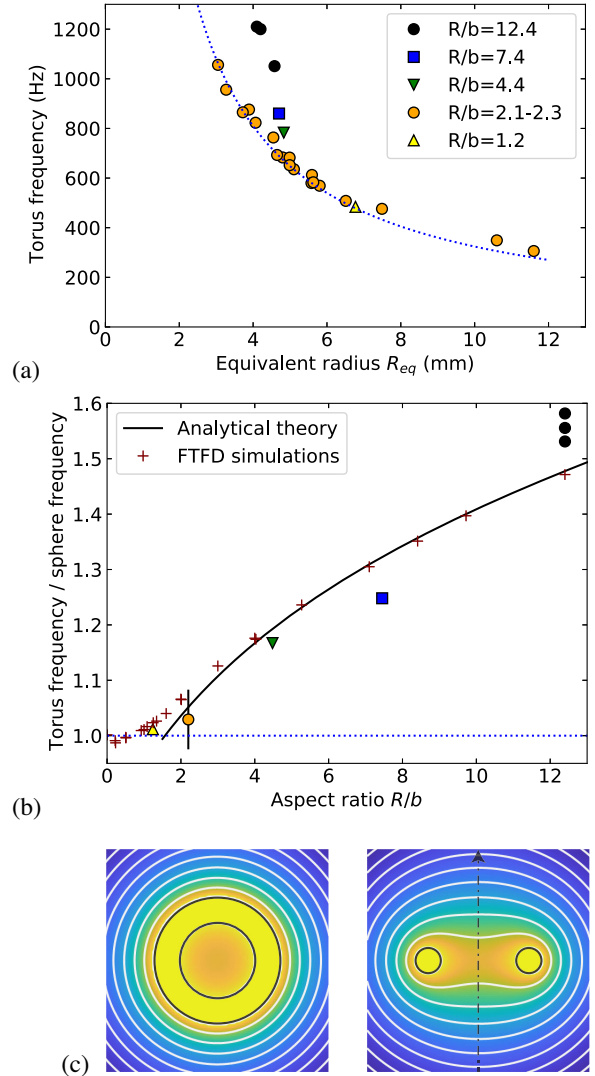 1200
1000
800
600
400
200
0
Torus frequency (Hz)
R/b=12.4
R/b=7.4
R/b=4.4
R/b=2.1-2.3
R/b=1.2
0 2 4 6 8 10 12
Equivalent radius R_eq (mm)
(a)
1.6
1.5
1.4
1.3
1.2
1.1
1.0
Torus frequency / sphere frequency
Analytical theory
FTFD simulations
0 2 4 6 8 10 12
Aspect ratio R/b
(b)
(c)